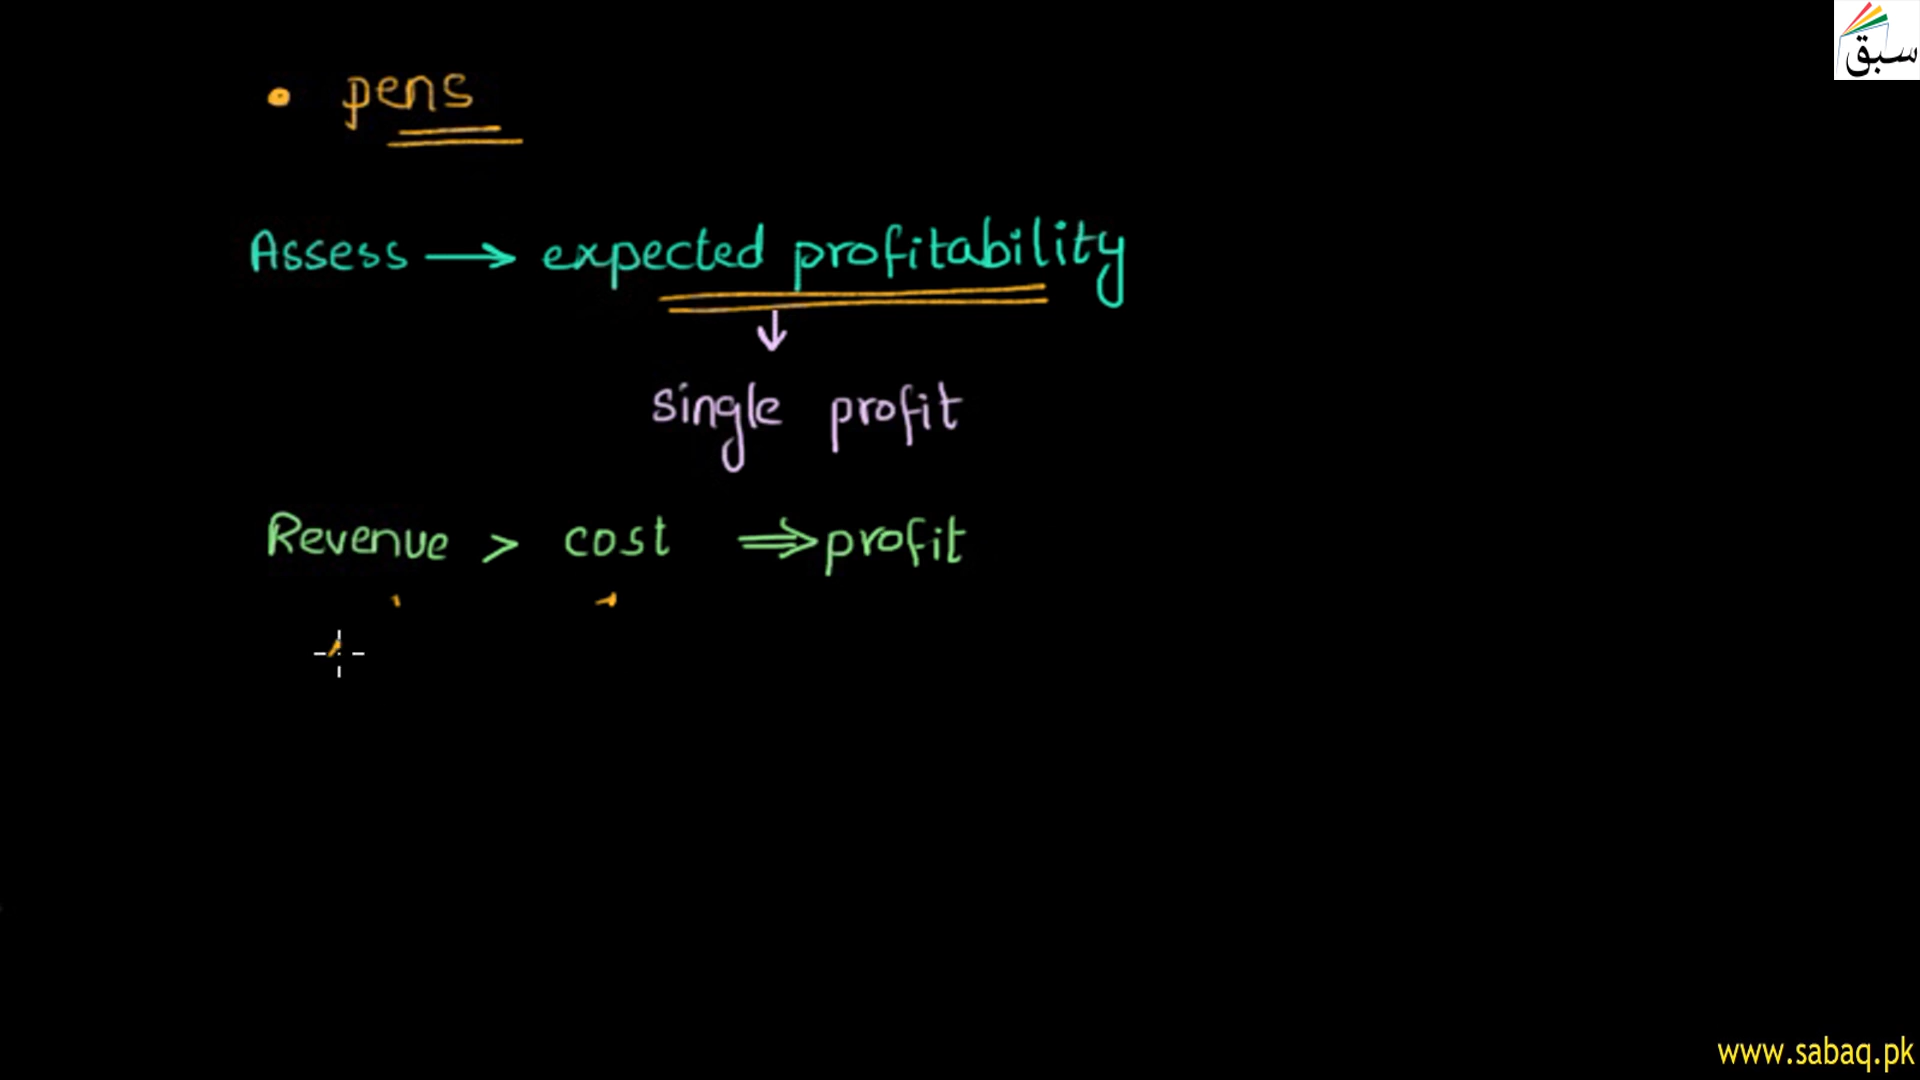 سبق
• pens
Assess → expected profitability
↓
single profit
Revenue > cost ⇒ profit
www.sabaq.pk